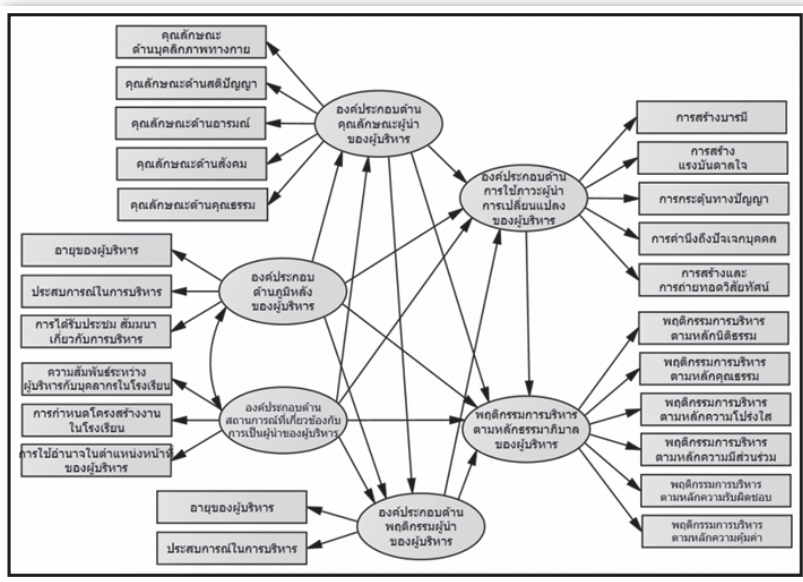 คุณลักษณะ
ด้านบุคลิกภาพทางกาย
คุณลักษณะด้านสติปัญญา
คุณลักษณะด้านอารมณ์
คุณลักษณะด้านสังคม
คุณลักษณะด้านคุณธรรม
องค์ประกอบด้าน
คุณลักษณะผู้นำ
ของผู้บริหาร
องค์ประกอบด้าน
การใช้ภาวะผู้นำ
การเปลี่ยนแปลง
ของผู้บริหาร
การสร้างบารมี
การสร้าง
แรงบันดาลใจ
การกระตุ้นทางปัญญา
การคำนึงถึงปัจเจกบุคคล
การสร้างและ
การถ่ายทอดวิสัยทัศน์
อายุของผู้บริหาร
ประสบการณ์ในการบริหาร
การได้รับประชุม สัมมนา
เกี่ยวกับการบริหาร
องค์ประกอบ
ด้านภูมิหลัง
ของผู้บริหาร
ความสัมพันธ์ระหว่าง
ผู้บริหารกับบุคลากรในโรงเรียน
การกำหนดโครงสร้างงาน
ในโรงเรียน
การใช้อำนาจในตำแหน่งหน้าที่
ของผู้บริหาร
องค์ประกอบด้าน
สถานการณ์ที่เกี่ยวข้องกับ
การเป็นผู้นำของผู้บริหาร
พฤติกรรมการบริหาร
ตามหลักธรรมาภิบาล
ของผู้บริหาร
พฤติกรรมการบริหาร
ตามหลักนิติธรรม
พฤติกรรมการบริหาร
ตามหลักคุณธรรม
พฤติกรรมการบริหาร
ตามหลักความโปร่งใส
พฤติกรรมการบริหาร
ตามหลักความมีส่วนร่วม
พฤติกรรมการบริหาร
ตามหลักความรับผิดชอบ
พฤติกรรมการบริหาร
ตามหลักความคุ้มค่า
อายุของผู้บริหาร
ประสบการณ์ในการบริหาร
องค์ประกอบด้าน
พฤติกรรมผู้นำ
ของผู้บริหาร